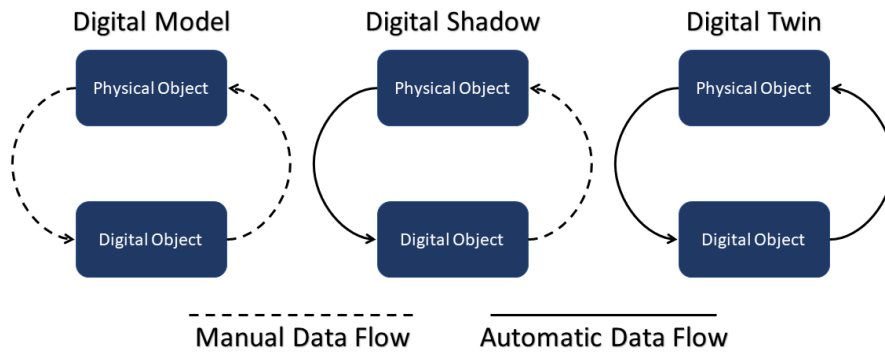 Digital Model
Digital Shadow
Digital Twin
Physical Object
Physical Object
Physical Object
Digital Object
Digital Object
Digital Object
Manual Data Flow
Automatic Data Flow